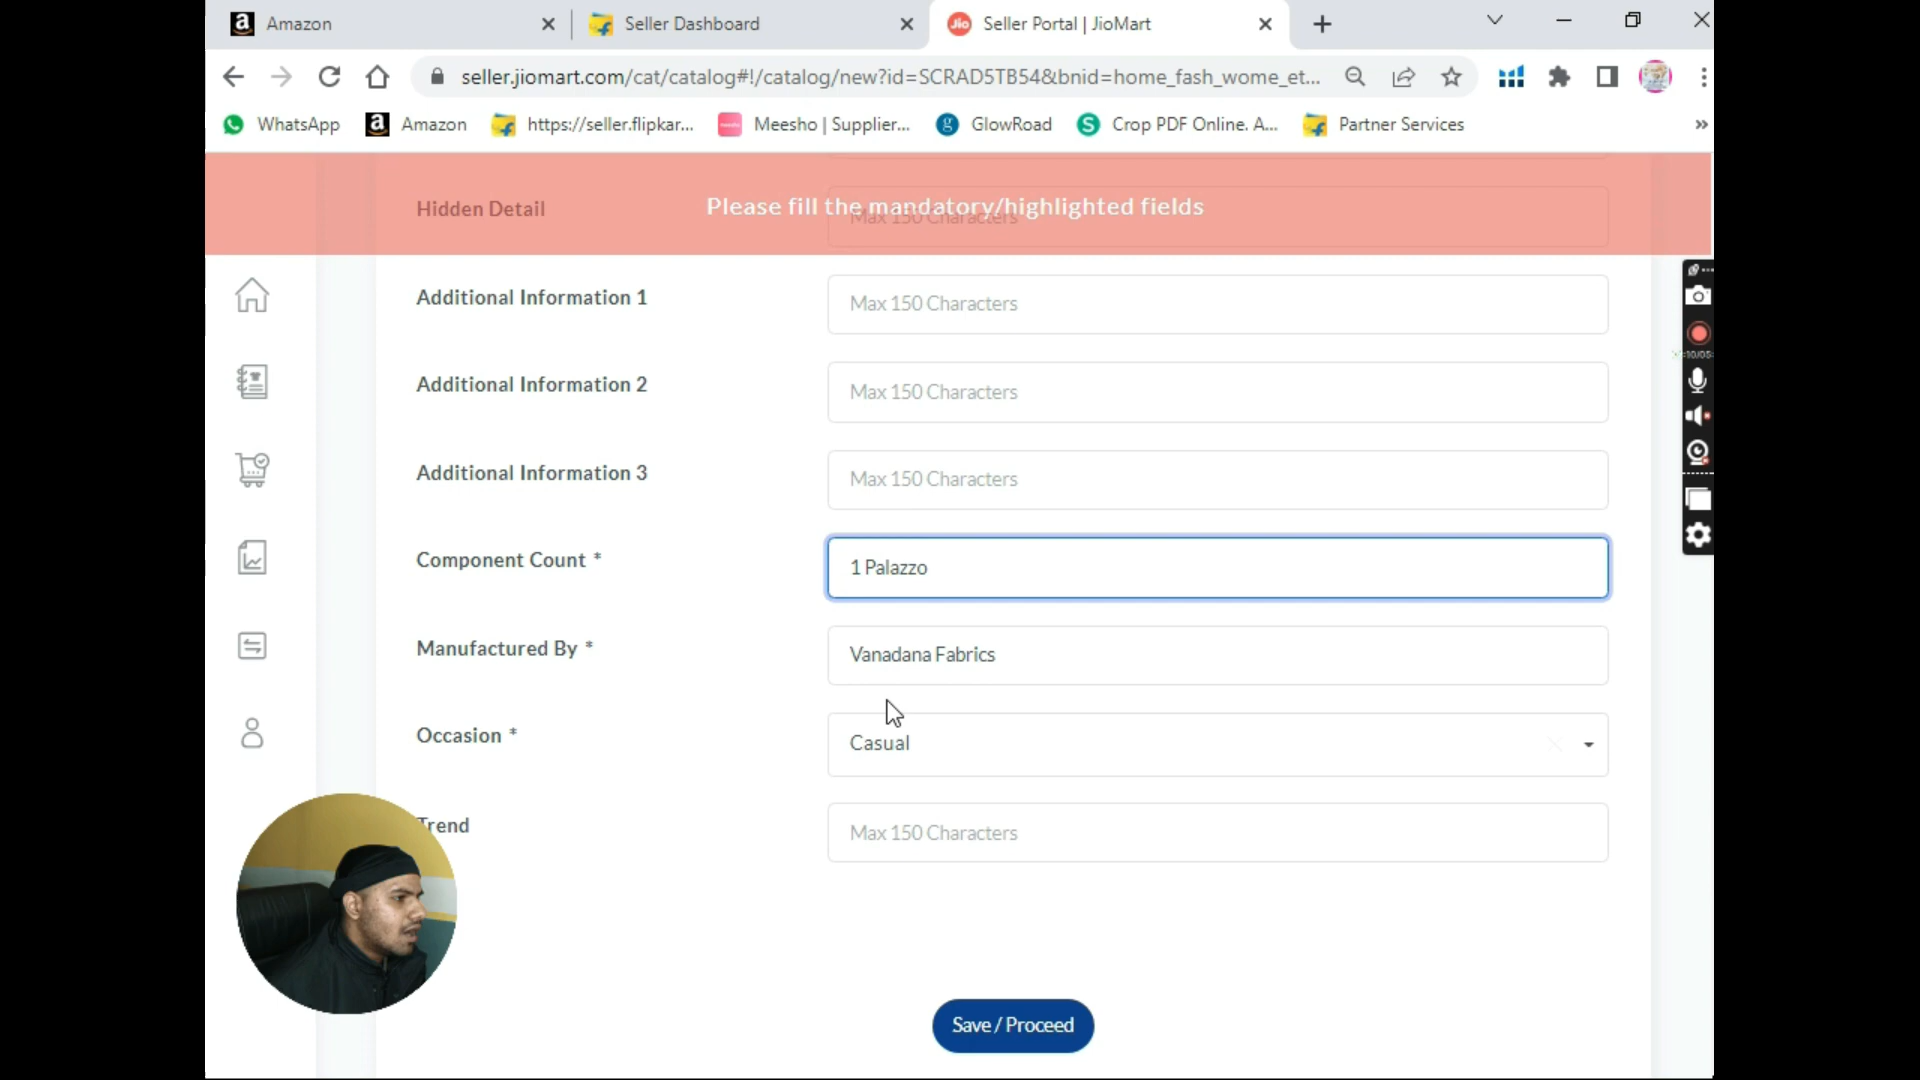 Amazon
Seller Dashboard
Seller Portal | JioMart
seller.jiomart.com/cat/catalog#!/catalog/new?id=SCRAD5TB54&bnid=home_fash_wome_et...
WhatsApp
Amazon
https://seller.flipkar...
Meesho | Supplier...
GlowRoad
Crop PDF Online. A...
Partner Services
»
Please fill the mandatory/highlighted fields
Hidden Detail
Max 150 Characters
Additional Information 1
Max 150 Characters
Additional Information 2
Max 150 Characters
Additional Information 3
Max 150 Characters
Component Count *
1 Palazzo
Manufactured By *
Vanadana Fabrics
Occasion *
Casual
Trend
Max 150 Characters
Save / Proceed